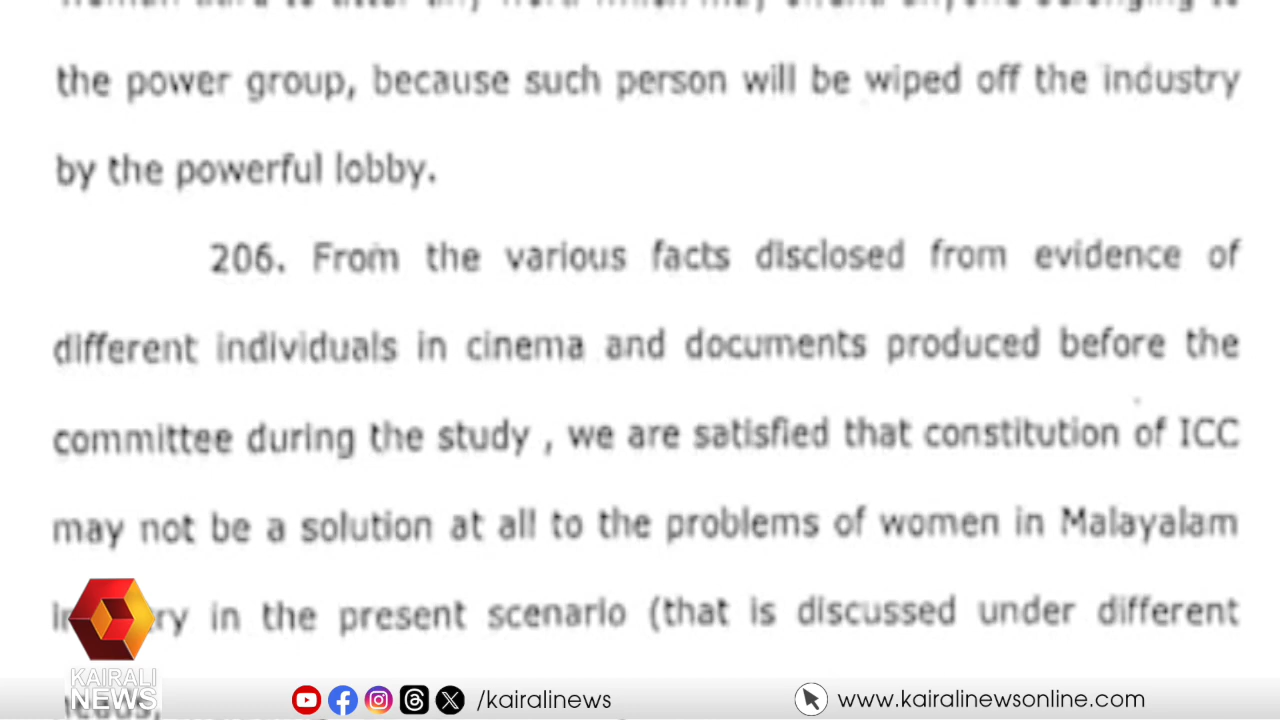 the power group, because such person will be wiped off the industry
by the powerful lobby.
206. From the various facts disclosed from evidence of
different individuals in cinema and documents produced before the
committee during the study , we are satisfied that constitution of ICC
may not be a solution at all to the problems of women in Malayalam
in the present scenario (that is discussed under different
KAIRALI
NEWS
/kairalinews
www.kairalinewsonline.com